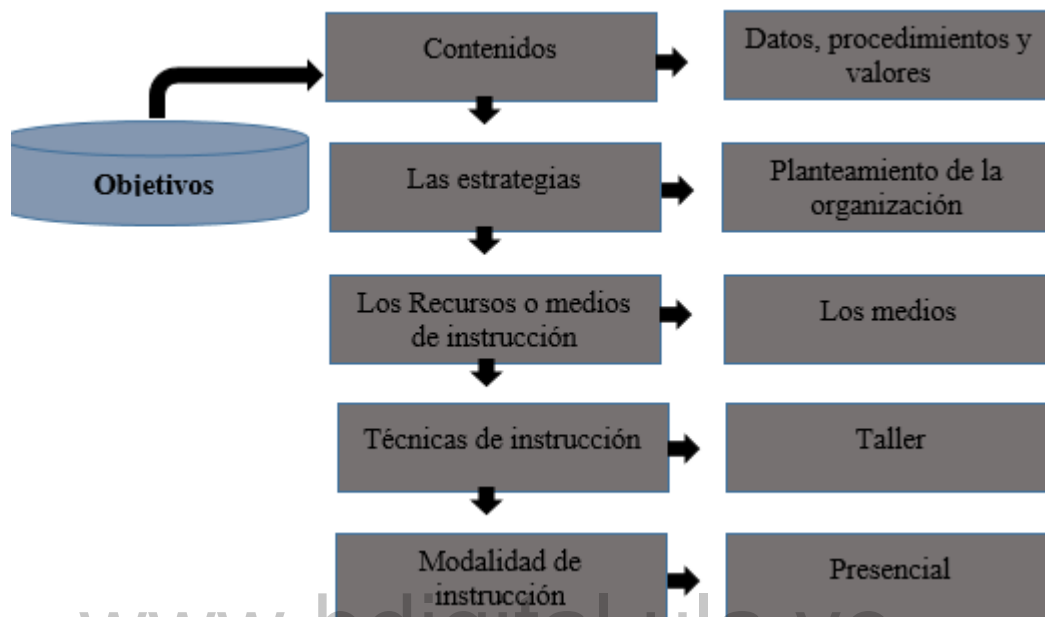 Contenidos
Datos, procedimientos y
valores
Objetivos
Las estrategias
Planteamiento de la
organización
Los Recursos o medios
de instrucción
Los medios
Técnicas de instrucción
Taller
Modalidad de
instrucción
Presencial